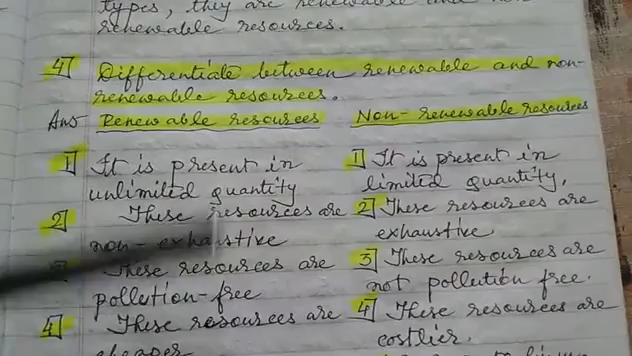 types, they are renewable and non-
renewable resources.
4] Differentiate between renewable and non-
renewable resources.
Ans- Renewable resources
1] It is present in
unlimited quantity
2] These resources are
non-exhaustive
3] These resources are
pollution-free
4] These resources are
cheaper
Non-renewable resources
1] It is present in
limited quantity.
2] These resources are
exhaustive.
3] These resources are
not pollution free.
4] These resources are
costlier.